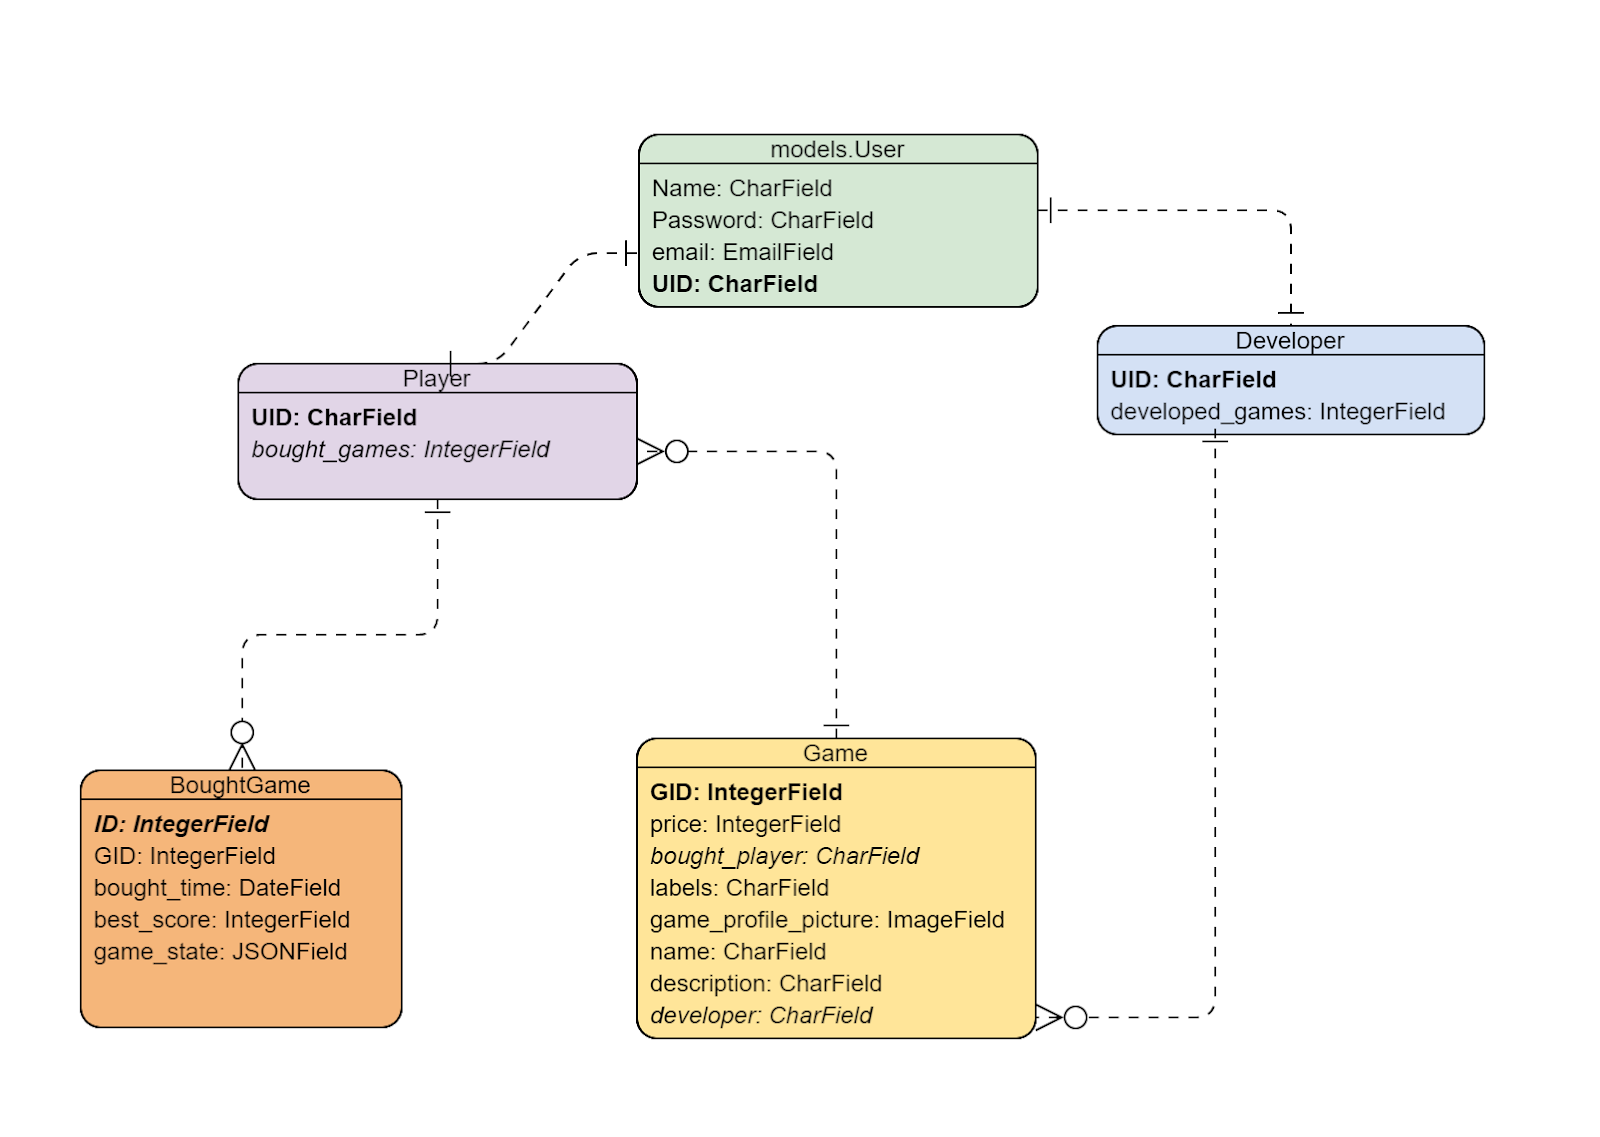 models.User
Name: CharField
Password: CharField
email: EmailField
UID: CharField
Developer
UID: CharField
developed_games: IntegerField
Player
UID: CharField
bought_games: IntegerField
BoughtGame
ID: IntegerField
GID: IntegerField
bought_time: DateField
best_score: IntegerField
game_state: JSONField
Game
GID: IntegerField
price: IntegerField
bought_player: CharField
labels: CharField
game_profile_picture: ImageField
name: CharField
description: CharField
developer: CharField